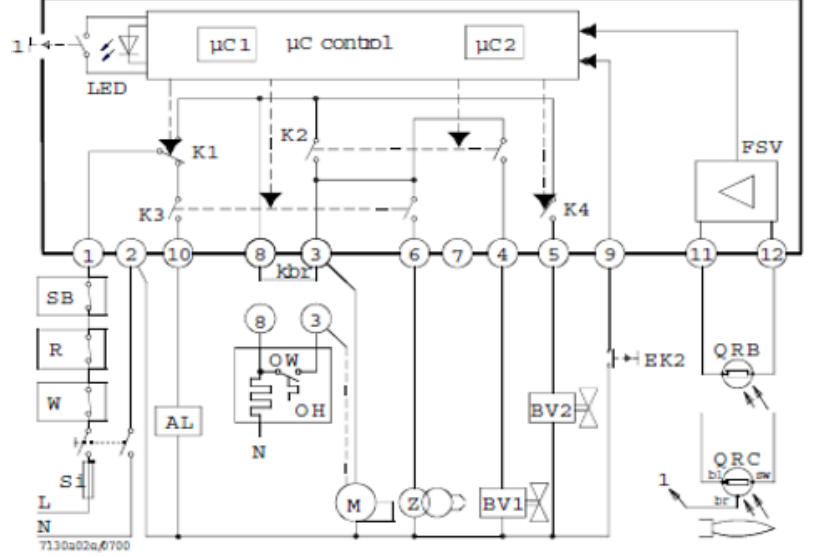 µC1 µC control µC2
1
LED
K2
FSV
K1
K3
K4
1 2 10 8 3 6 7 4 5 9 11 12
kbr
SB
8 3
R
OW
EK2
QRB
W
AL
OH
BV2
N
QRC
Si
bl sw
1
br
L
M Z BV1
N
7130a02e/0700